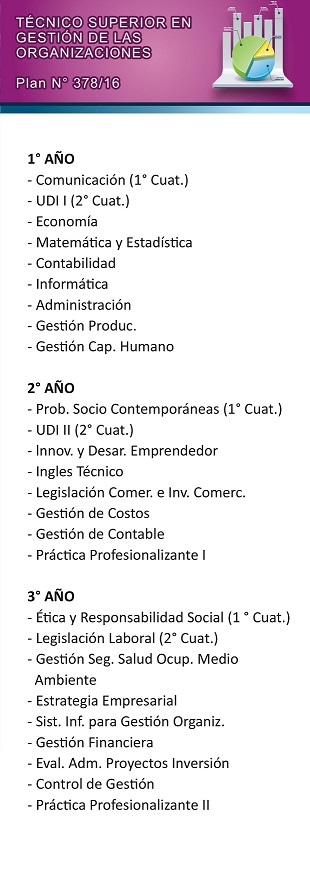 TÉCNICO SUPERIOR EN
GESTIÓN DE LAS
ORGANIZACIONES
Plan N° 378/16
1° AÑO
- Comunicación (1° Cuat.)
- UDI I (2° Cuat.)
- Economía
- Matemática y Estadística
- Contabilidad
- Informática
- Administración
- Gestión Produc.
- Gestión Cap. Humano
2° AÑO
- Prob. Socio Contemporáneas (1° Cuat.)
- UDI II (2° Cuat.)
- Innov. y Desar. Emprendedor
- Ingles Técnico
- Legislación Comer. e Inv. Comerc.
- Gestión de Costos
- Gestión de Contable
- Práctica Profesionalizante I
3° AÑO
- Ética y Responsabilidad Social (1 ° Cuat.)
- Legislación Laboral (2° Cuat.)
- Gestión Seg. Salud Ocup. Medio
Ambiente
- Estrategia Empresarial
- Sist. Inf. para Gestión Organiz.
- Gestión Financiera
- Eval. Adm. Proyectos Inversión
- Control de Gestión
- Práctica Profesionalizante II